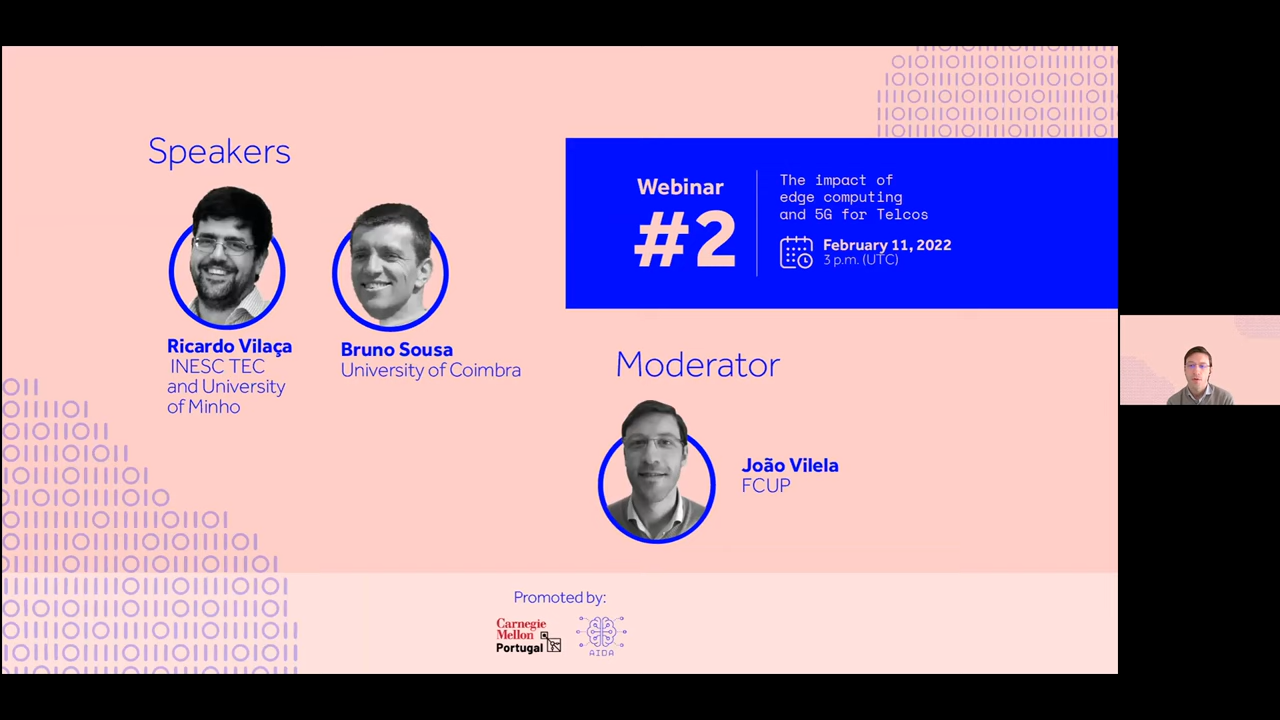 Speakers
Ricardo Vilaça
INESC TEC
and University
of Minho
Bruno Sousa
University of Coimbra
Webinar
#2
The impact of
edge computing
and 5G for Telcos
February 11, 2022
3 p.m. (UTC)
Moderator
João Vilela
FCUP
Promoted by:
Carnegie
Mellon
Portugal
AIDA